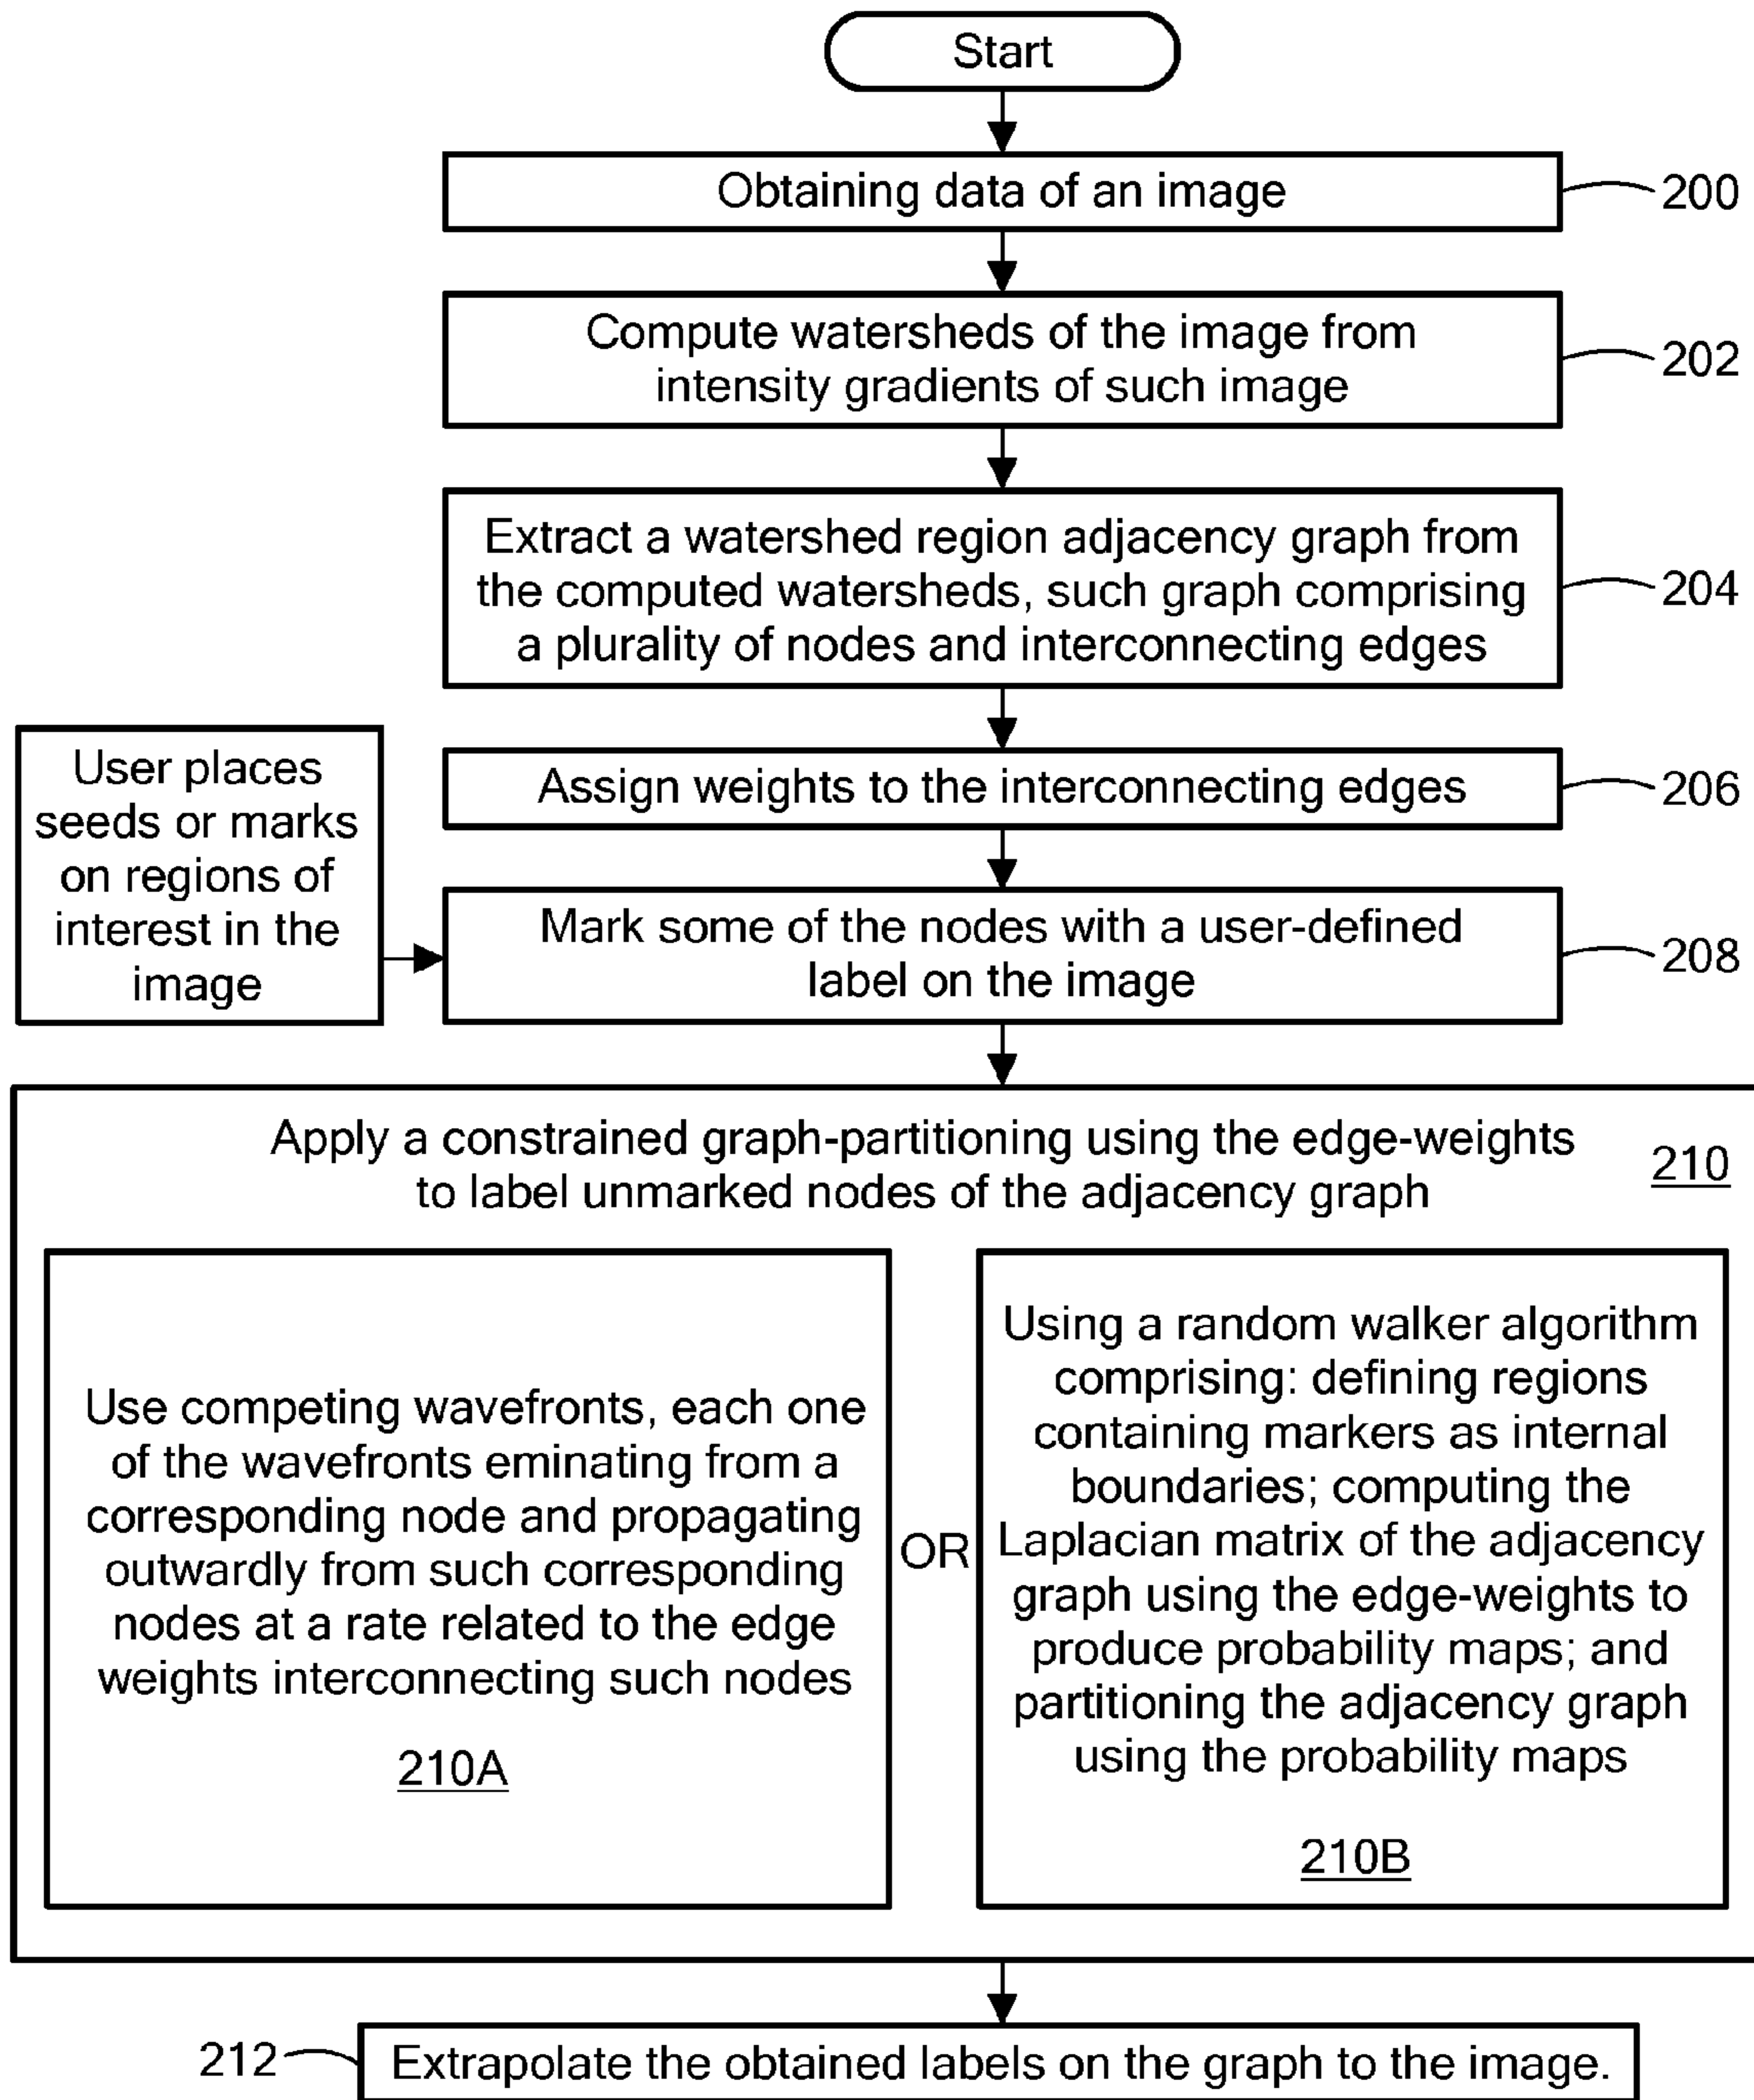 Start
Obtaining data of an image
200
Compute watersheds of the image from
intensity gradients of such image
202
Extract a watershed region adjacency graph from
the computed watersheds, such graph comprising
a plurality of nodes and interconnecting edges
204
Assign weights to the interconnecting edges
206
User places
seeds or marks
on regions of
interest in the
image
Mark some of the nodes with a user-defined
label on the image
208
Apply a constrained graph-partitioning using the edge-weights
to label unmarked nodes of the adjacency graph
210
Use competing wavefronts, each one
of the wavefronts eminating from a
corresponding node and propagating
outwardly from such corresponding
nodes at a rate related to the edge
weights interconnecting such nodes
210A
OR
Using a random walker algorithm
comprising: defining regions
containing markers as internal
boundaries; computing the
Laplacian matrix of the adjacency
graph using the edge-weights to
produce probability maps; and
partitioning the adjacency graph
using the probability maps
210B
212
Extrapolate the obtained labels on the graph to the image.